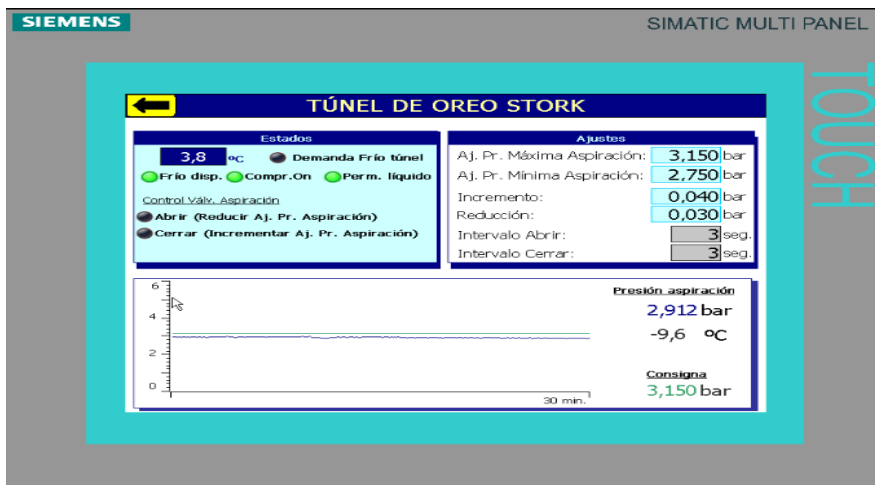 SIEMENS
SIMATIC MULTI PANEL
TOUCH
TÚNEL DE OREO STORK
Estados
3,8 ºC Demanda Frío túnel
Frío disp. Compr.On Perm. líquido
Control Válv. Aspiración
Abrir (Reducir Aj. Pr. Aspiración)
Cerrar (Incrementar Aj. Pr. Aspiración)
Ajustes
Aj. Pr. Máxima Aspiración: 3,150 bar
Aj. Pr. Mínima Aspiración: 2,750 bar
Incremento: 0,040 bar
Reducción: 0,030 bar
Intervalo Abrir: 3 seg.
Intervalo Cerrar: 3 seg.
6
4
2
0
30 min.
Presión aspiración
2,912 bar
-9,6 ºC
Consigna
3,150 bar